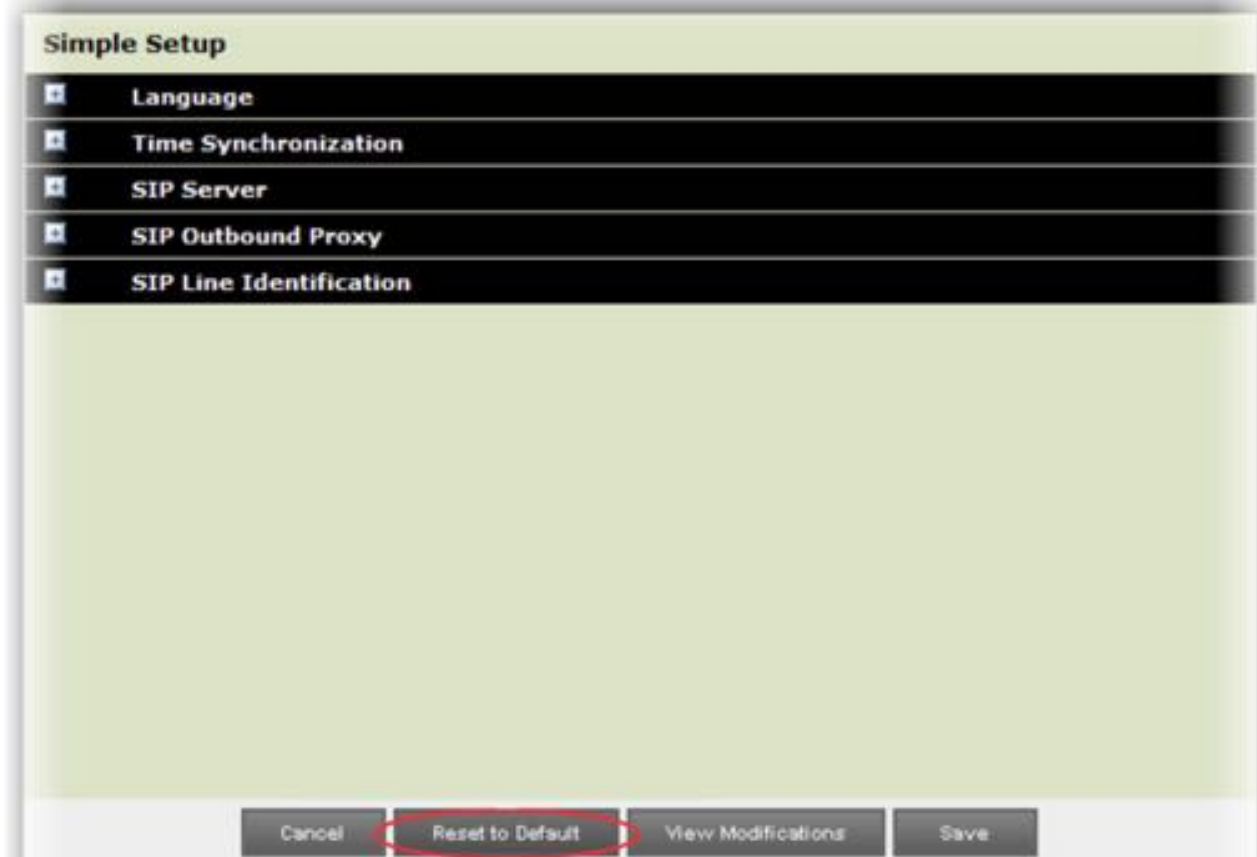 Simple Setup
Language
Time Synchronization
SIP Server
SIP Outbound Proxy
SIP Line Identification
Cancel Reset to Default View Modifications Save